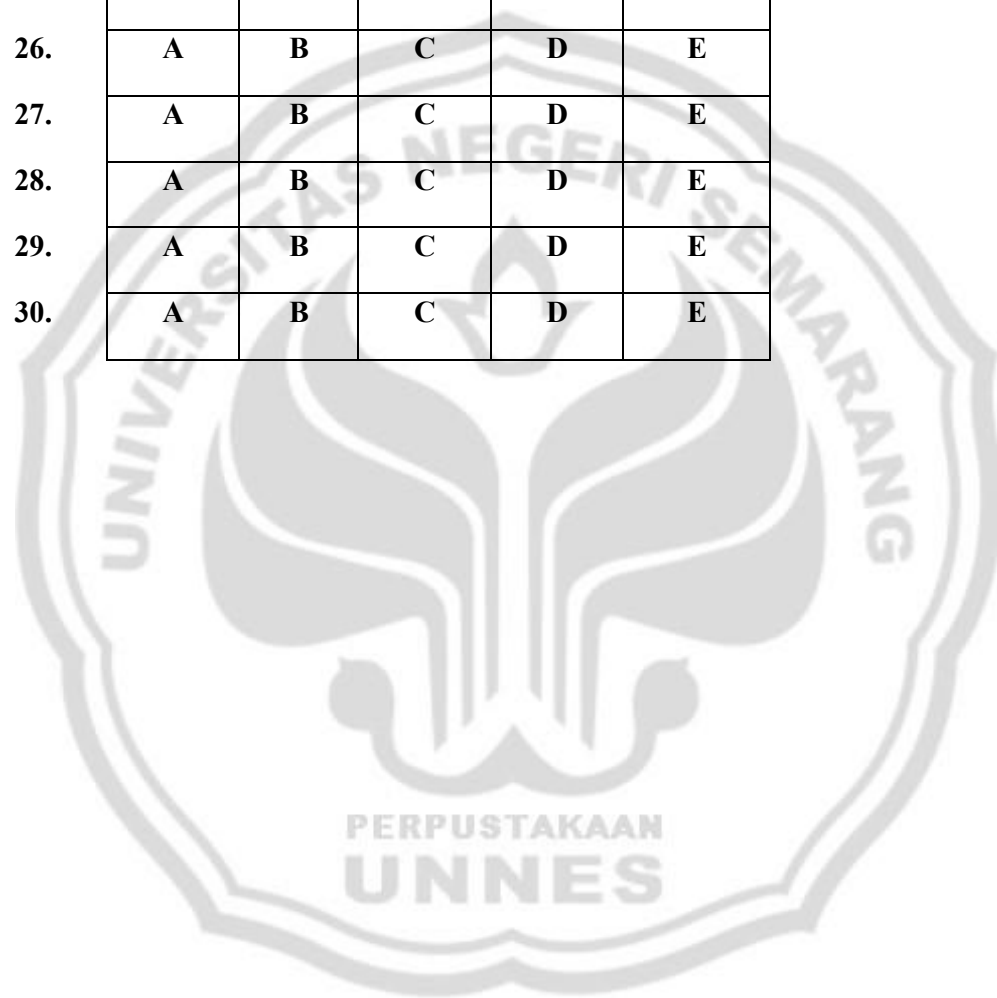 26. A B C D E
27. A B C D E
28. A B C D E
29. A B C D E
30. A B C D E
UNIVERSITAS NEGERI SEMARANG
PERPUSTAKAAN
UNNES